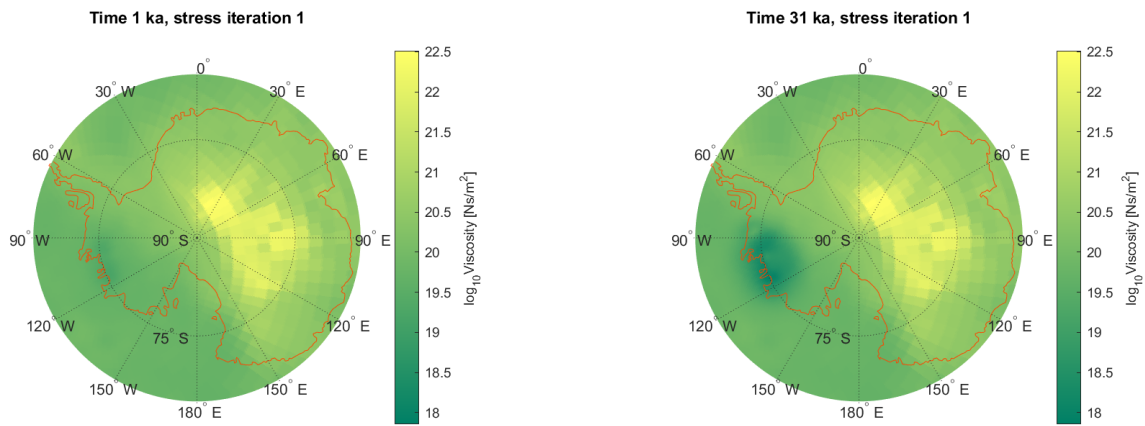 Time 1 ka, stress iteration 1
0° 30° E 60° E 90° E 120° E 150° E 180° E 150° W 120° W 90° W 60° W 30° W
90° S
75° S
22.5
22
21.5
21
20.5
20
19.5
19
18.5
18
log10 Viscosity [Ns/m2]
Time 31 ka, stress iteration 1
0° 30° E 60° E 90° E 120° E 150° E 180° E 150° W 120° W 90° W 60° W 30° W
90° S
75° S
22.5
22
21.5
21
20.5
20
19.5
19
18.5
18
log10 Viscosity [Ns/m2]